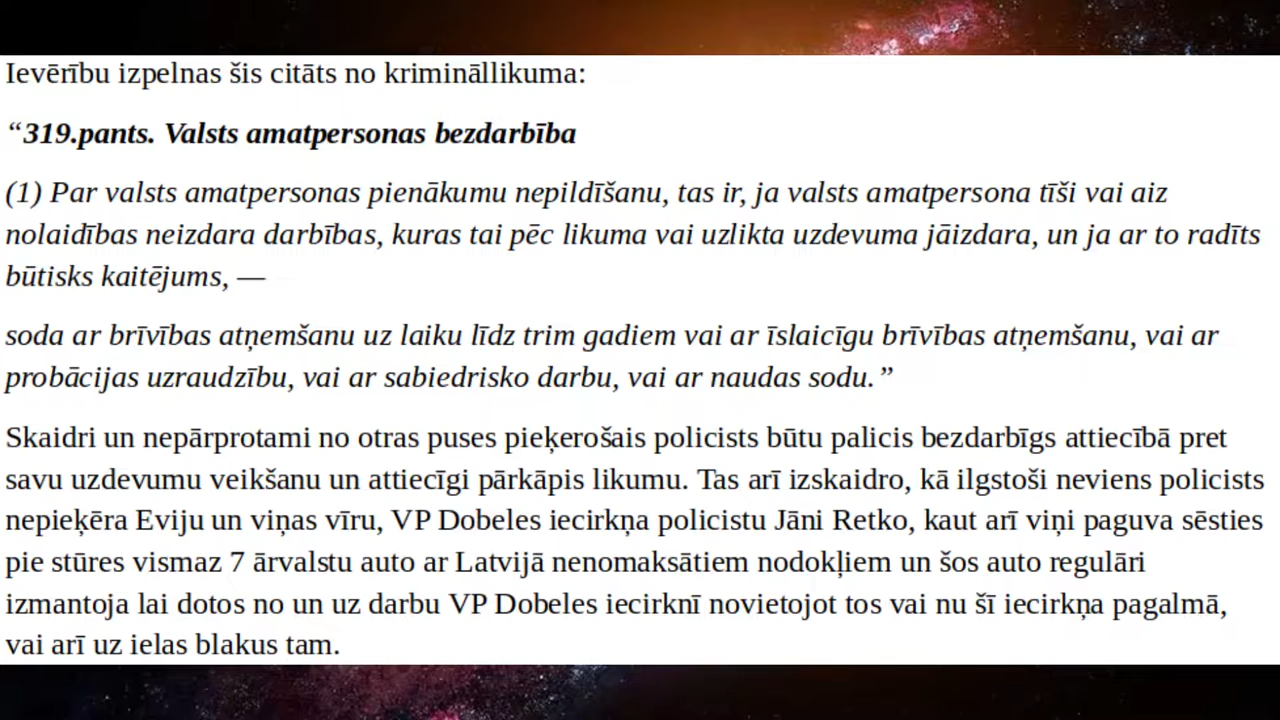 Ievērību izpelnas šis citāts no krimināllikuma:
“319.pants. Valsts amatpersonas bezdarbība
(1) Par valsts amatpersonas pienākumu nepildīšanu, tas ir, ja valsts amatpersona tīši vai aiz
nolaidības neizdara darbības, kuras tai pēc likuma vai uzlikta uzdevuma jāizdara, un ja ar to radīts
būtisks kaitējums, —
soda ar brīvības atņemšanu uz laiku līdz trim gadiem vai ar īslaicīgu brīvības atņemšanu, vai ar
probācijas uzraudzību, vai ar sabiedrisko darbu, vai ar naudas sodu.”
Skaidri un nepārprotami no otras puses pieķerošais policists būtu palicis bezdarbīgs attiecībā pret
savu uzdevumu veikšanu un attiecīgi pārkāpis likumu. Tas arī izskaidro, kā ilgstoši neviens policists
nepieķēra Eviju un viņas vīru, VP Dobeles iecirkņa policistu Jāni Retko, kaut arī viņi paguva sēsties
pie stūres vismaz 7 ārvalstu auto ar Latvijā nenomaksātiem nodokļiem un šos auto regulāri
izmantoja lai dotos no un uz darbu VP Dobeles iecirknī novietojot tos vai nu šī iecirkņa pagalmā,
vai arī uz ielas blakus tam.